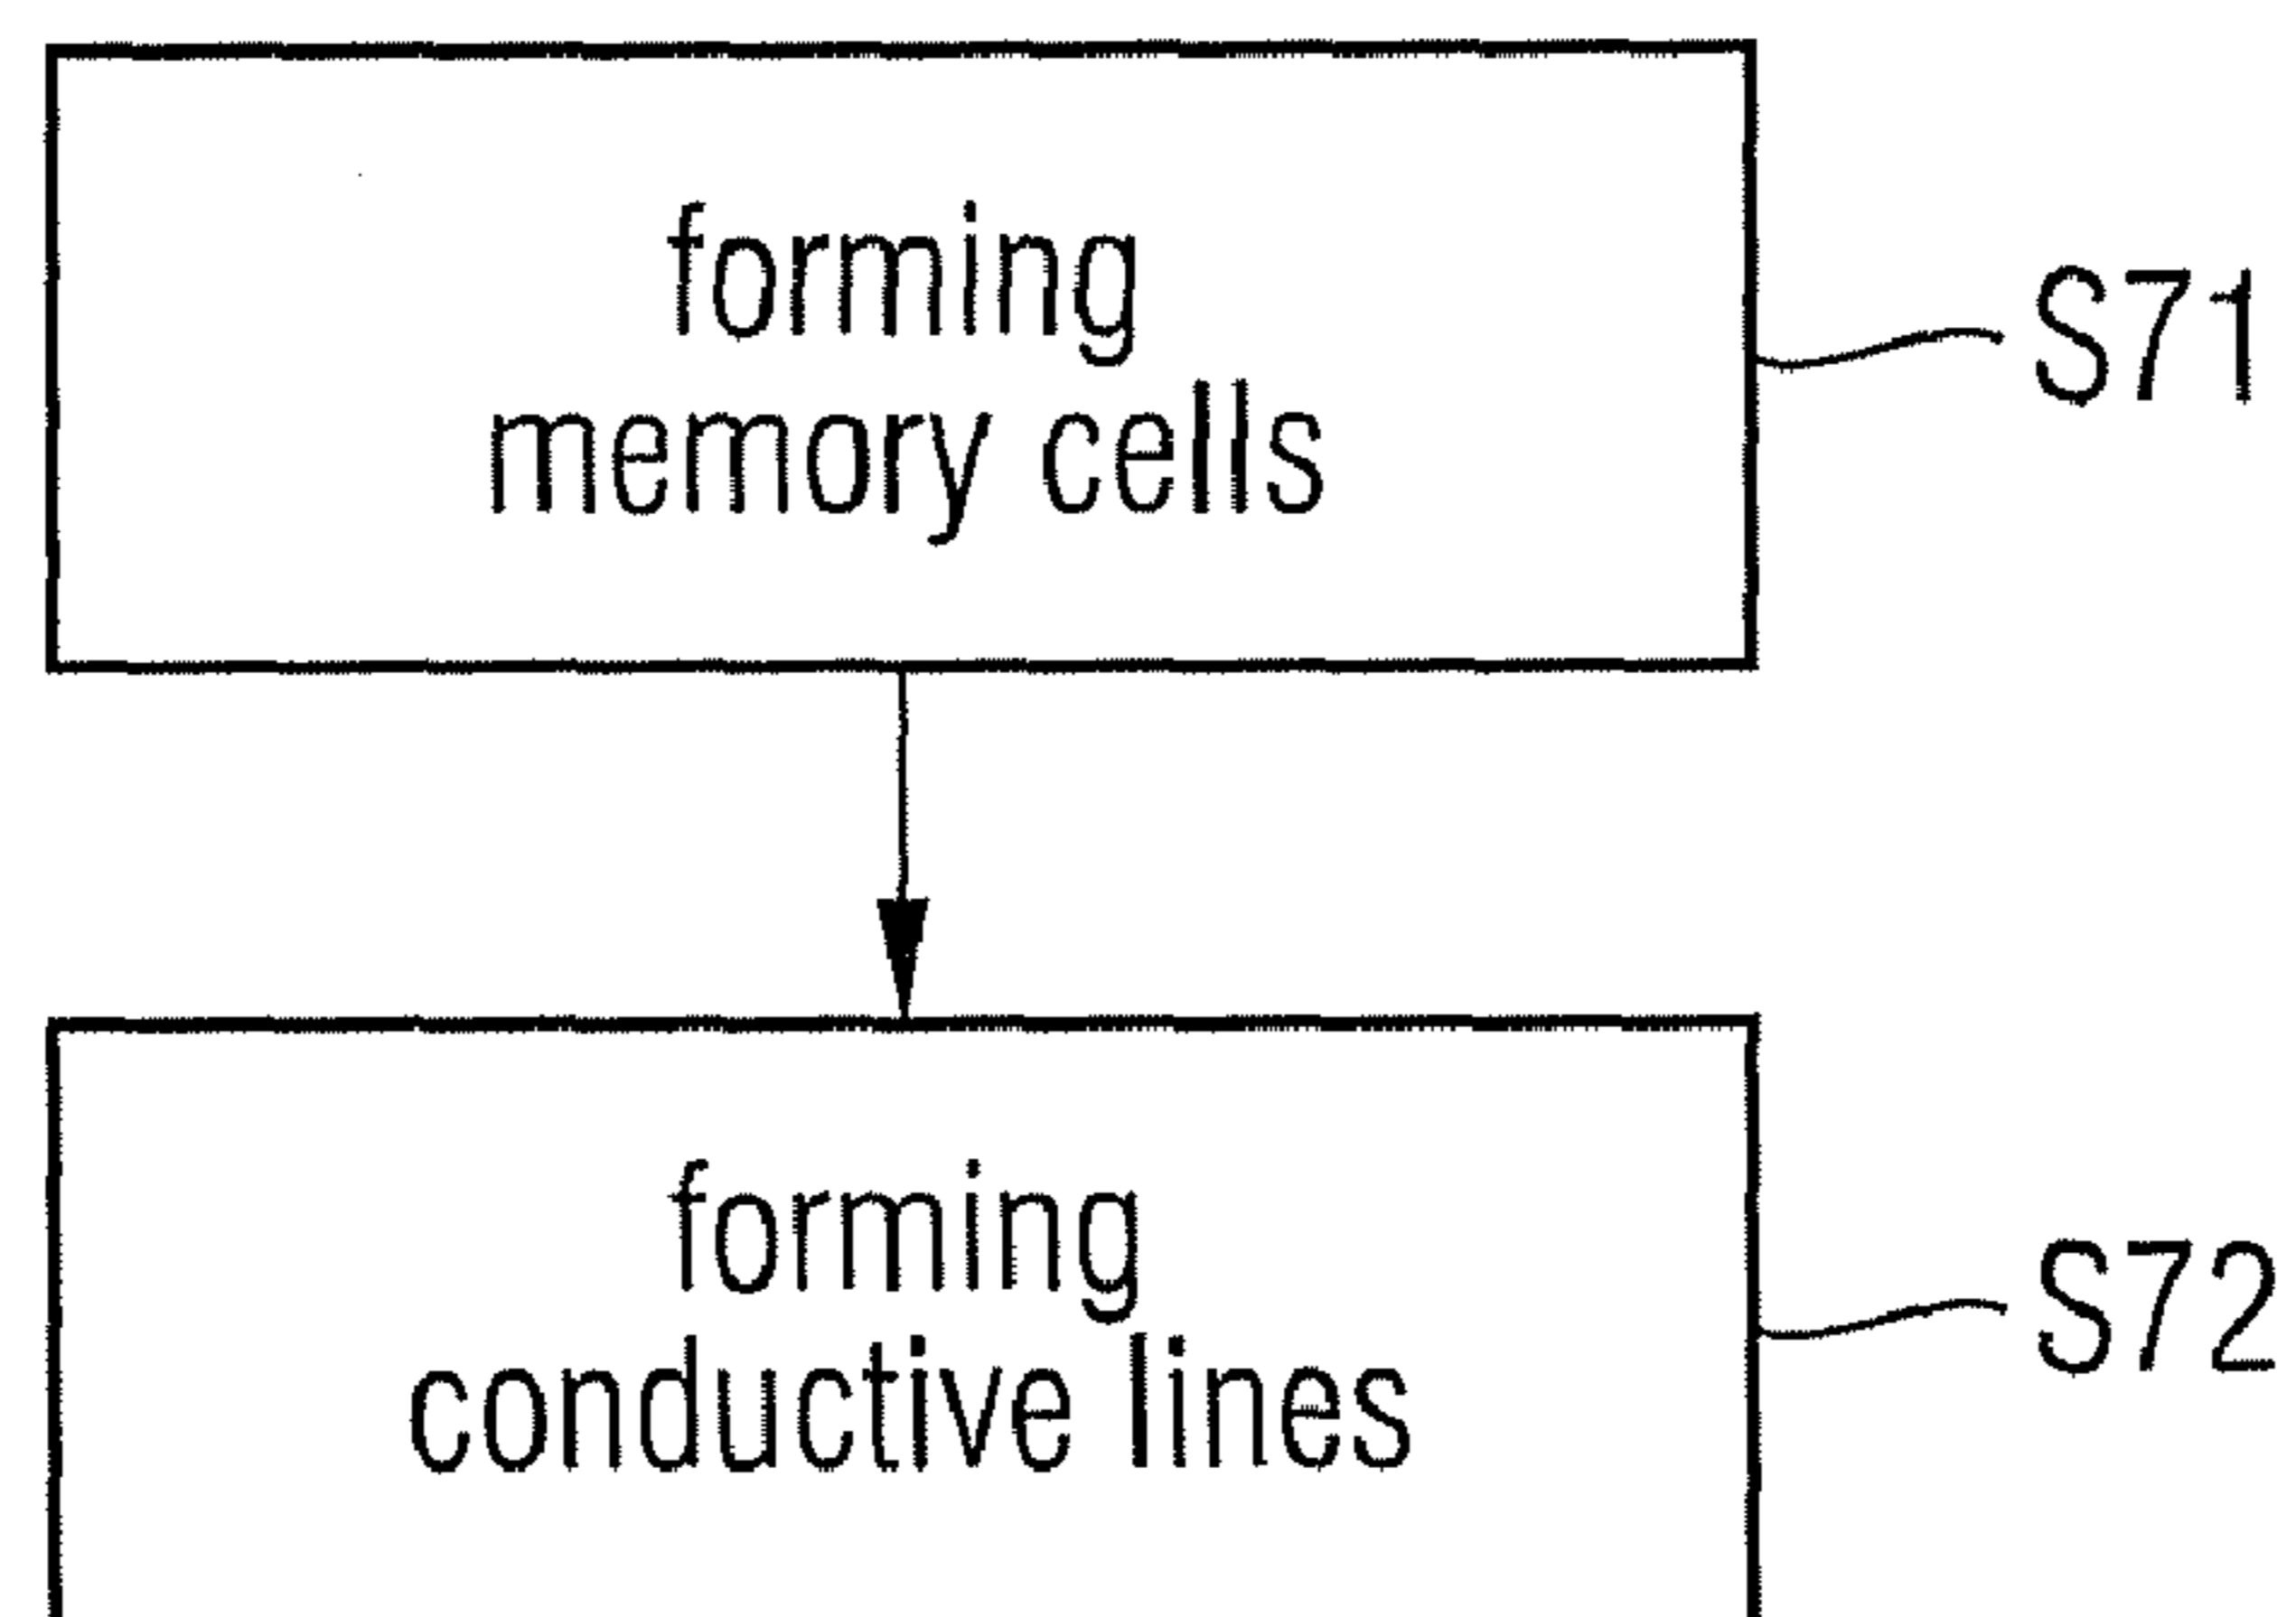 forming
memory cells
S71
forming
conductive lines
S72